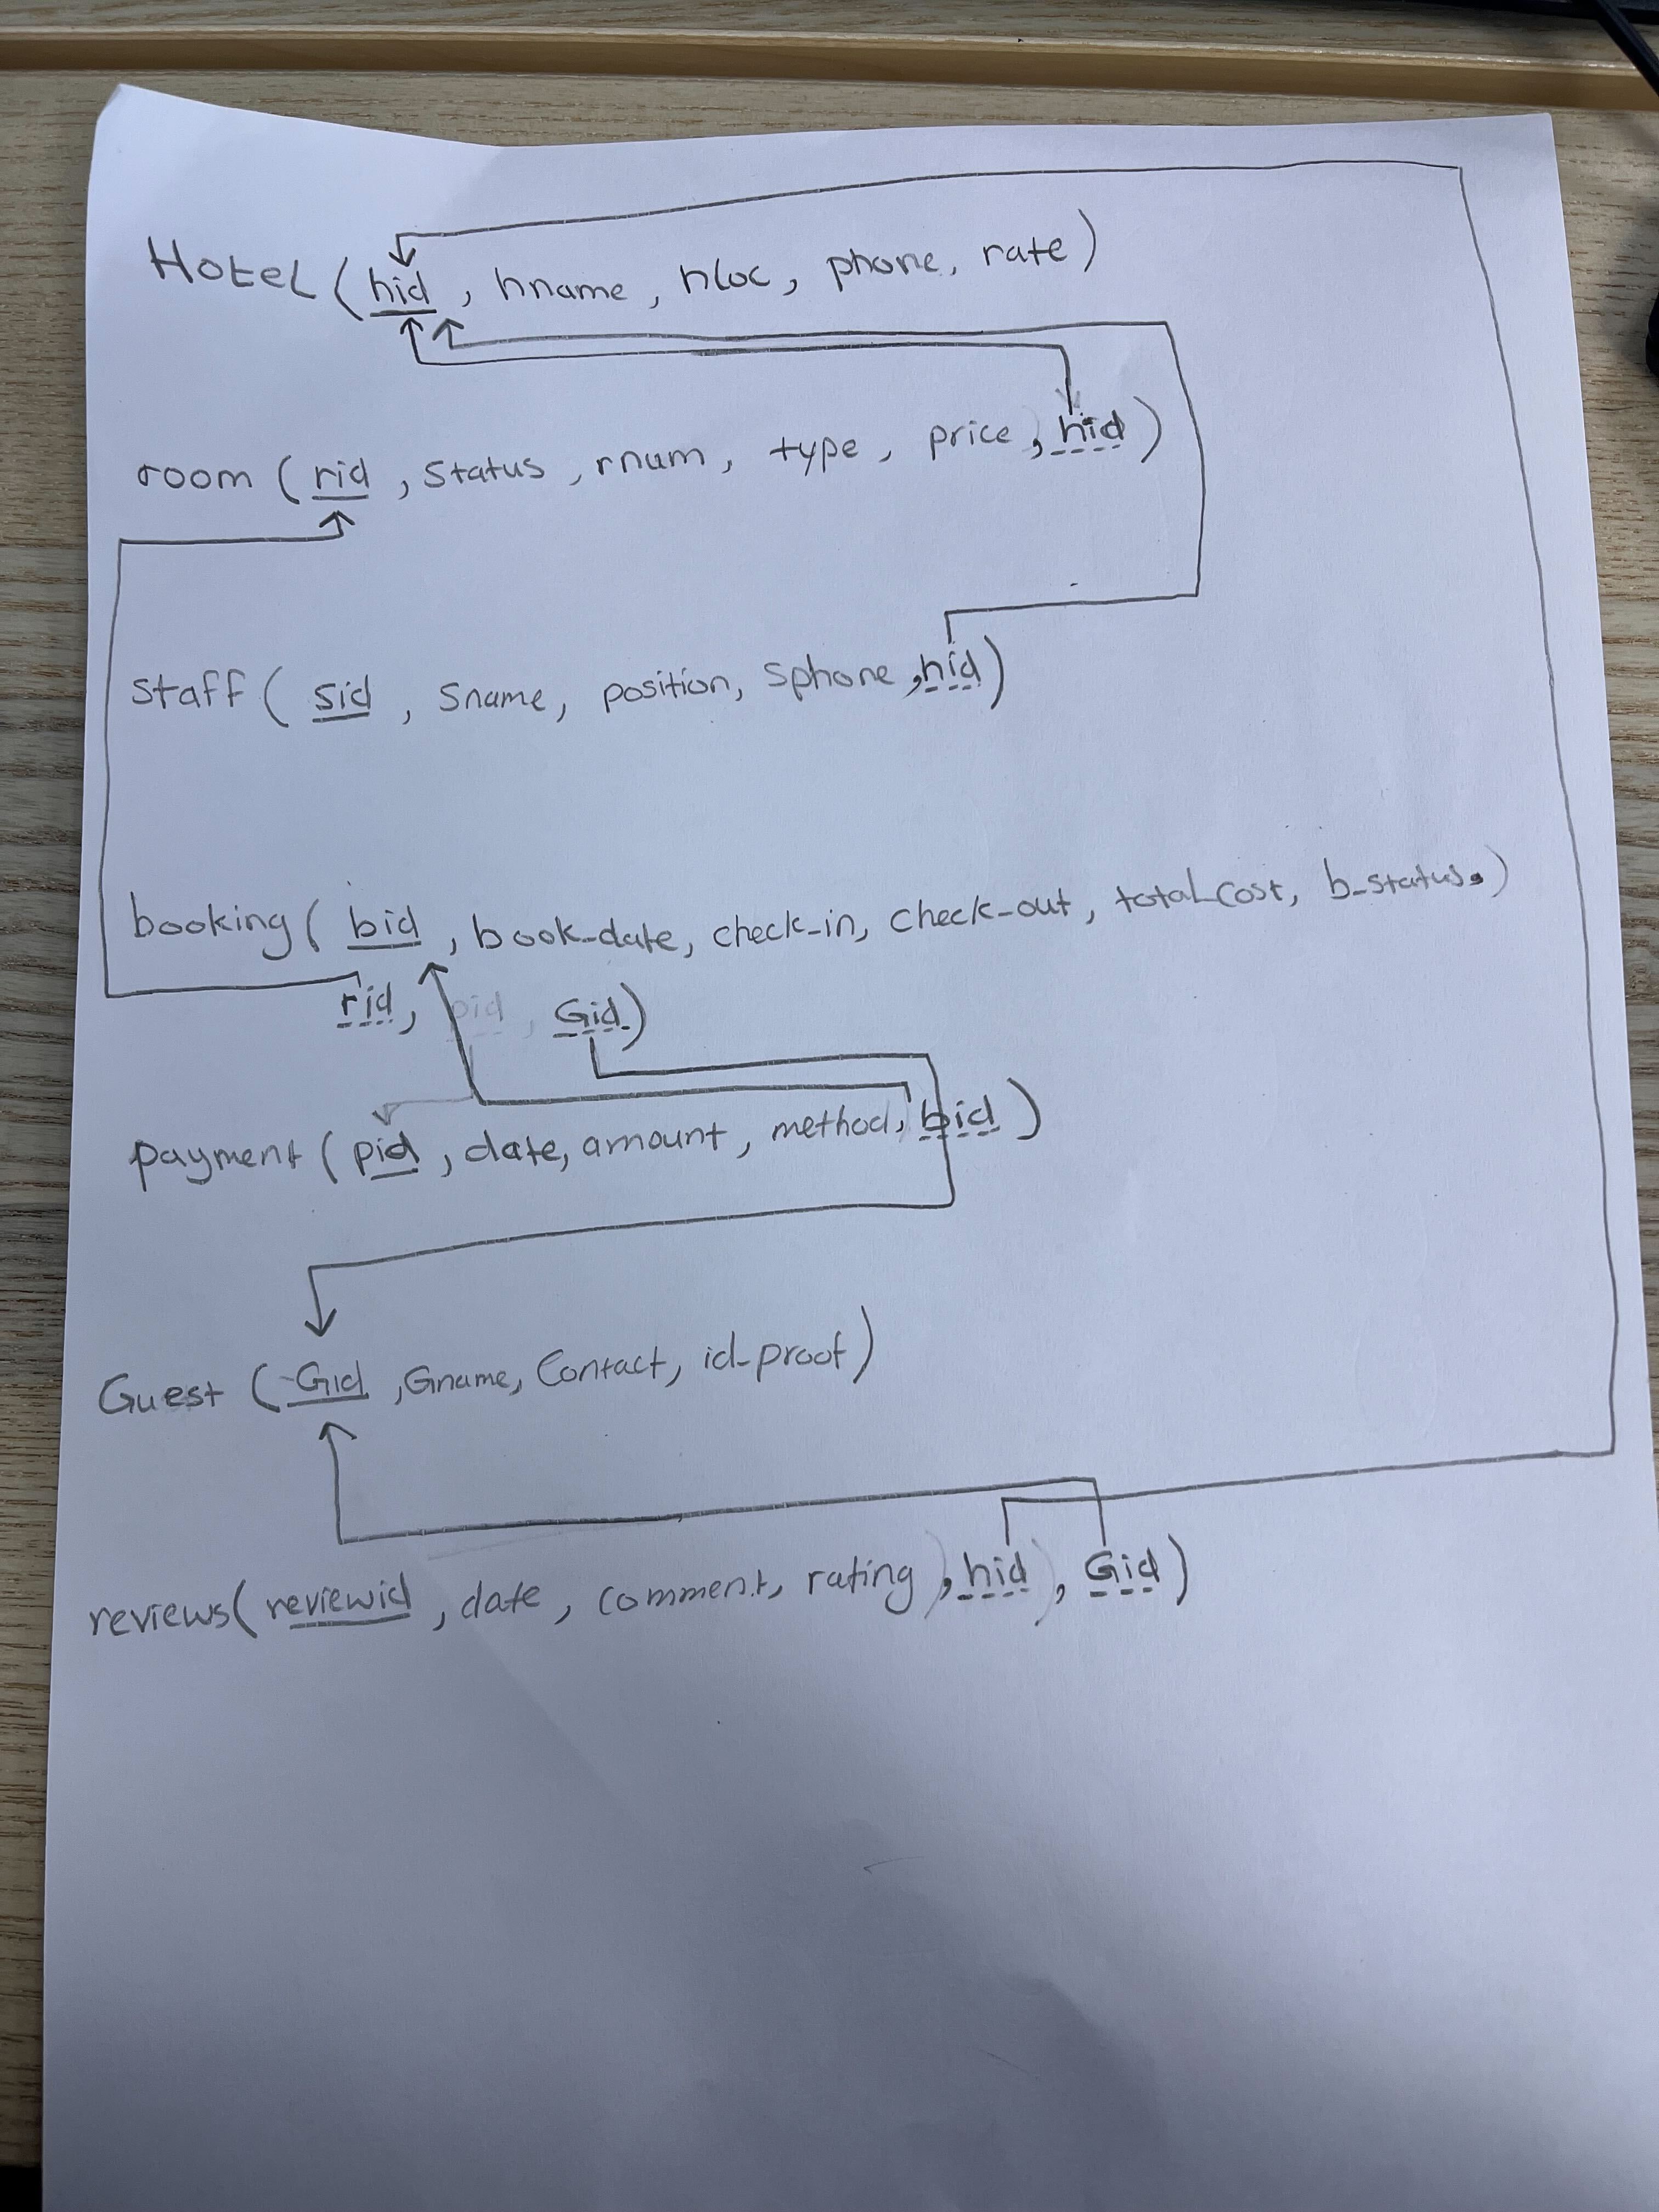 Hotel (hid, hname, hloc, phone, rate)
room (rid, status, rnum, type, price, hid)
staff (sid, sname, position, sphone, hid)
booking (bid, book-date, check-in, check-out, total-cost, b-status.)
rid, pid, Gid)
payment (pid, date, amount, method, bid)
Guest (Gid, Gname, Contact, id-proof)
reviews (reviewid, date, comment, rating), hid), Gid)